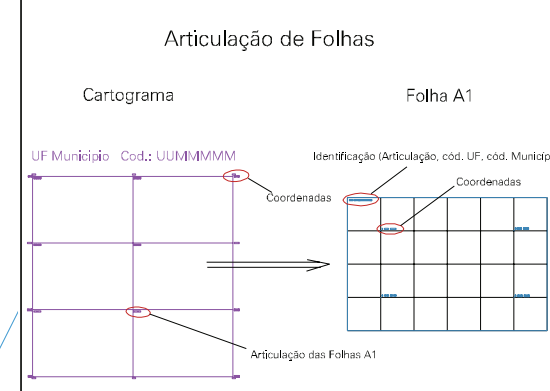 Articulação de Folhas
Cartograma
Folha A1
UF Municipio Cod.: UUMMMMM
Identificação (Articulação, cód. UF, cód. Municíp
Coordenadas
Coordenadas
Articulação das Folhas A1